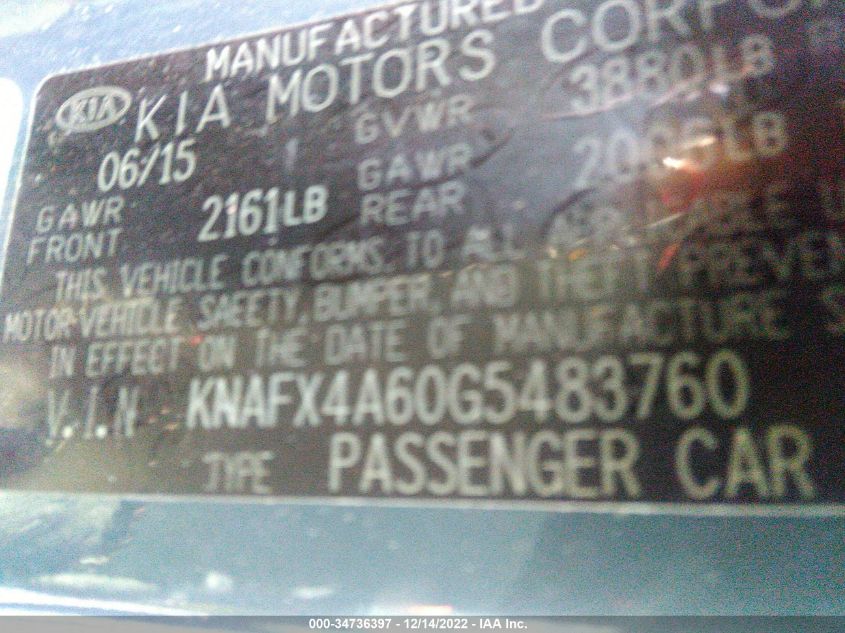 MANUFACTURED
KIA KIA MOTORS CORPOR
06/15 GVWR 3880LB
GAWR FRONT 2161LB GAWR REAR
THIS VEHICLE CONFORMS TO ALL
MOTOR VEHICLE SAFETY, BUMPER, AND THEFT PREVEN
IN EFFECT ON THE DATE OF MANUFACTURE S
V.I.N KNAFX4A60G5483760
TYPE PASSENGER CAR
000-34736397 - 12/14/2022 - IAA Inc.